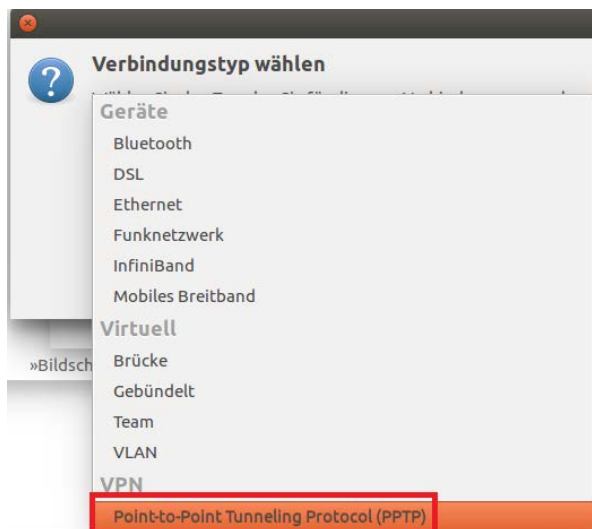 Verbindungstyp wählen
Geräte
Bluetooth
DSL
Ethernet
Funknetzwerk
InfiniBand
Mobiles Breitband
Virtuell
»Bildsch
Brücke
Gebündelt
Team
VLAN
VPN
Point-to-Point Tunneling Protocol (PPTP)